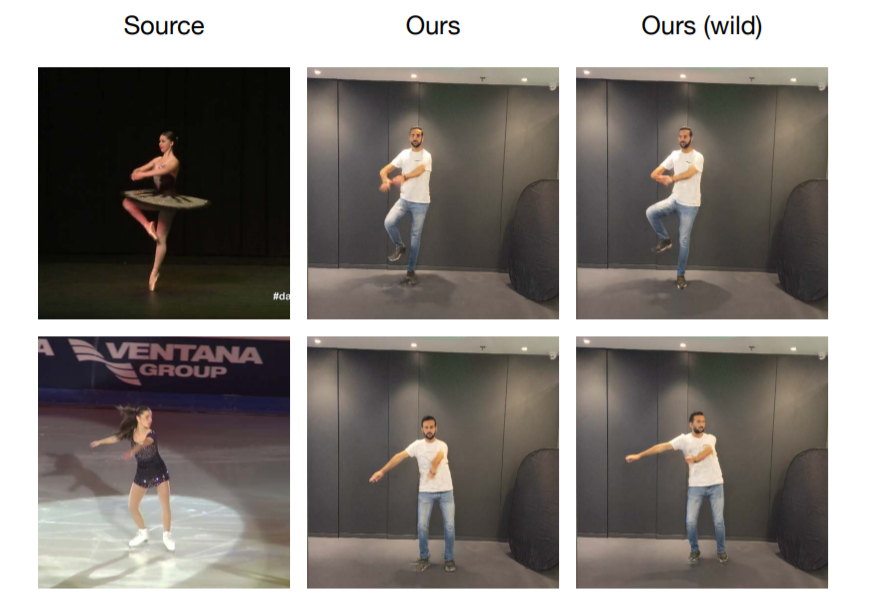 Source Ours Ours (wild)
#da
A VENTANA
GROUP